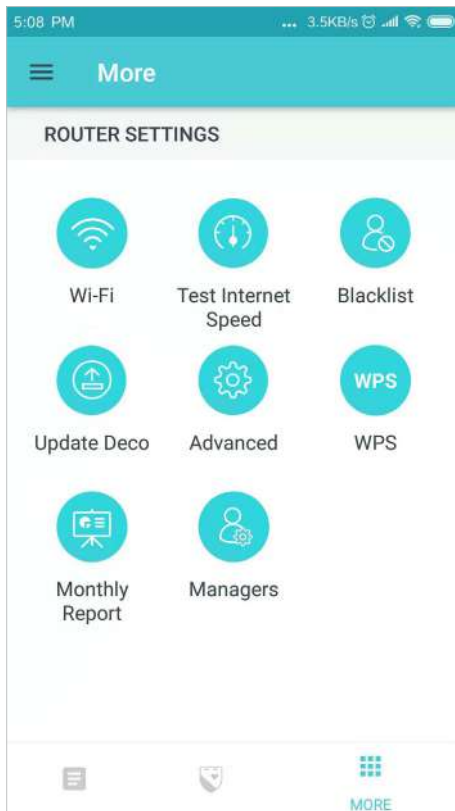 5:08 PM ... 3.5KB/s
More
ROUTER SETTINGS
Wi-Fi
Test Internet
Speed
Blacklist
Update Deco
Advanced
WPS
WPS
Monthly
Report
Managers
MORE